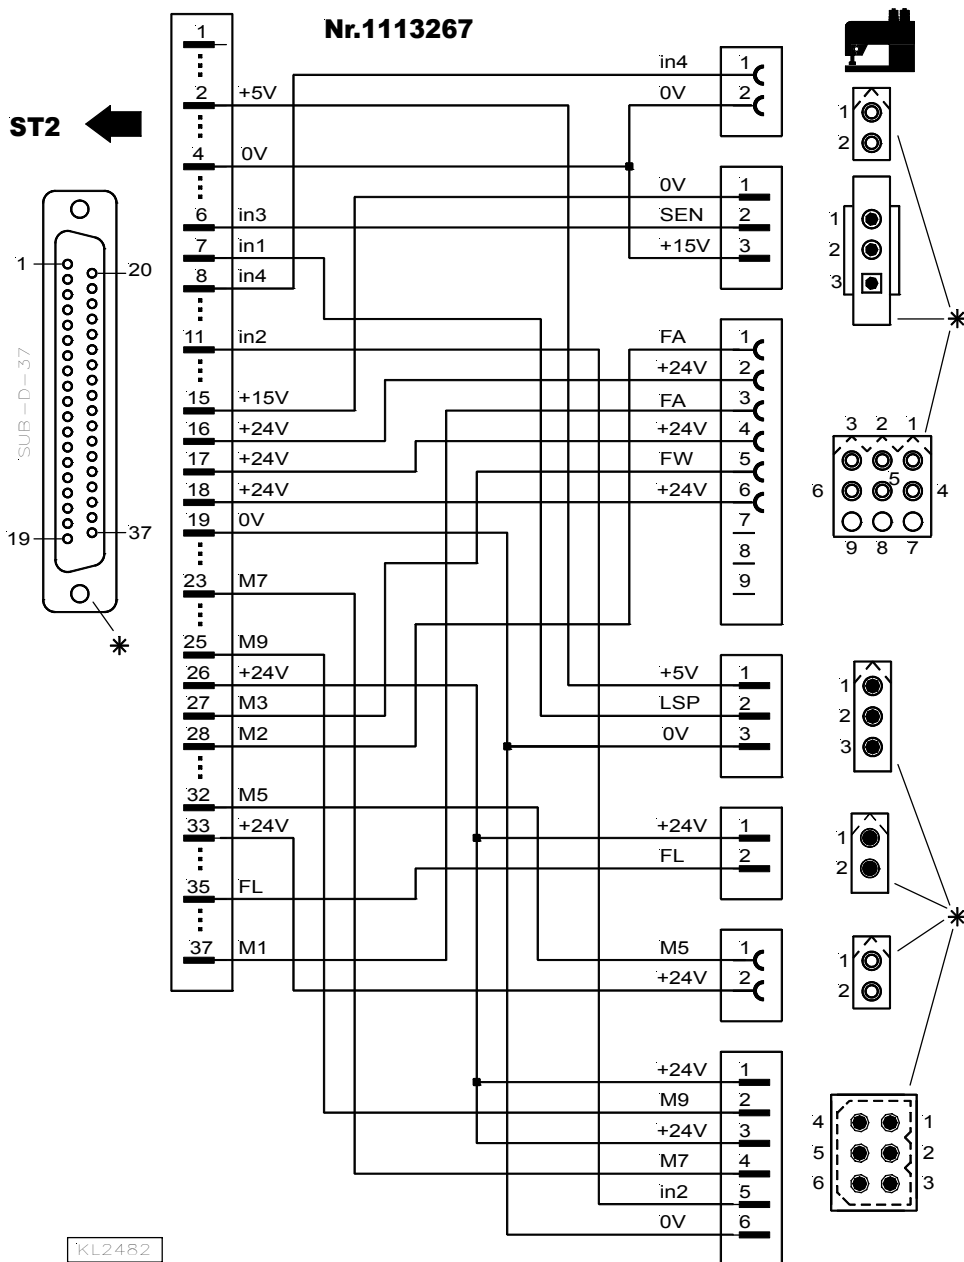 Nr.1113267
ST2
SUB-D-37
1
20
19
37
1
2 +5V
4 0V
6 in3
7 in1
8 in4
11 in2
15 +15V
16 +24V
17 +24V
18 +24V
19 0V
23 M7
25 M9
26 +24V
27 M3
28 M2
32 M5
33 +24V
35 FL
37 M1
in4 1
0V 2
0V 1
SEN 2
+15V 3
FA 1
+24V 2
FA 3
+24V 4
FW 5
+24V 6
7
8
9
+5V 1
LSP 2
0V 3
+24V 1
FL 2
M5 1
+24V 2
+24V 1
M9 2
+24V 3
M7 4
in2 5
0V 6
1
2
1
2
3
3 2 1
6 5 4
9 8 7
1
2
3
1
2
1
2
4 1
5 2
6 3
KL2482